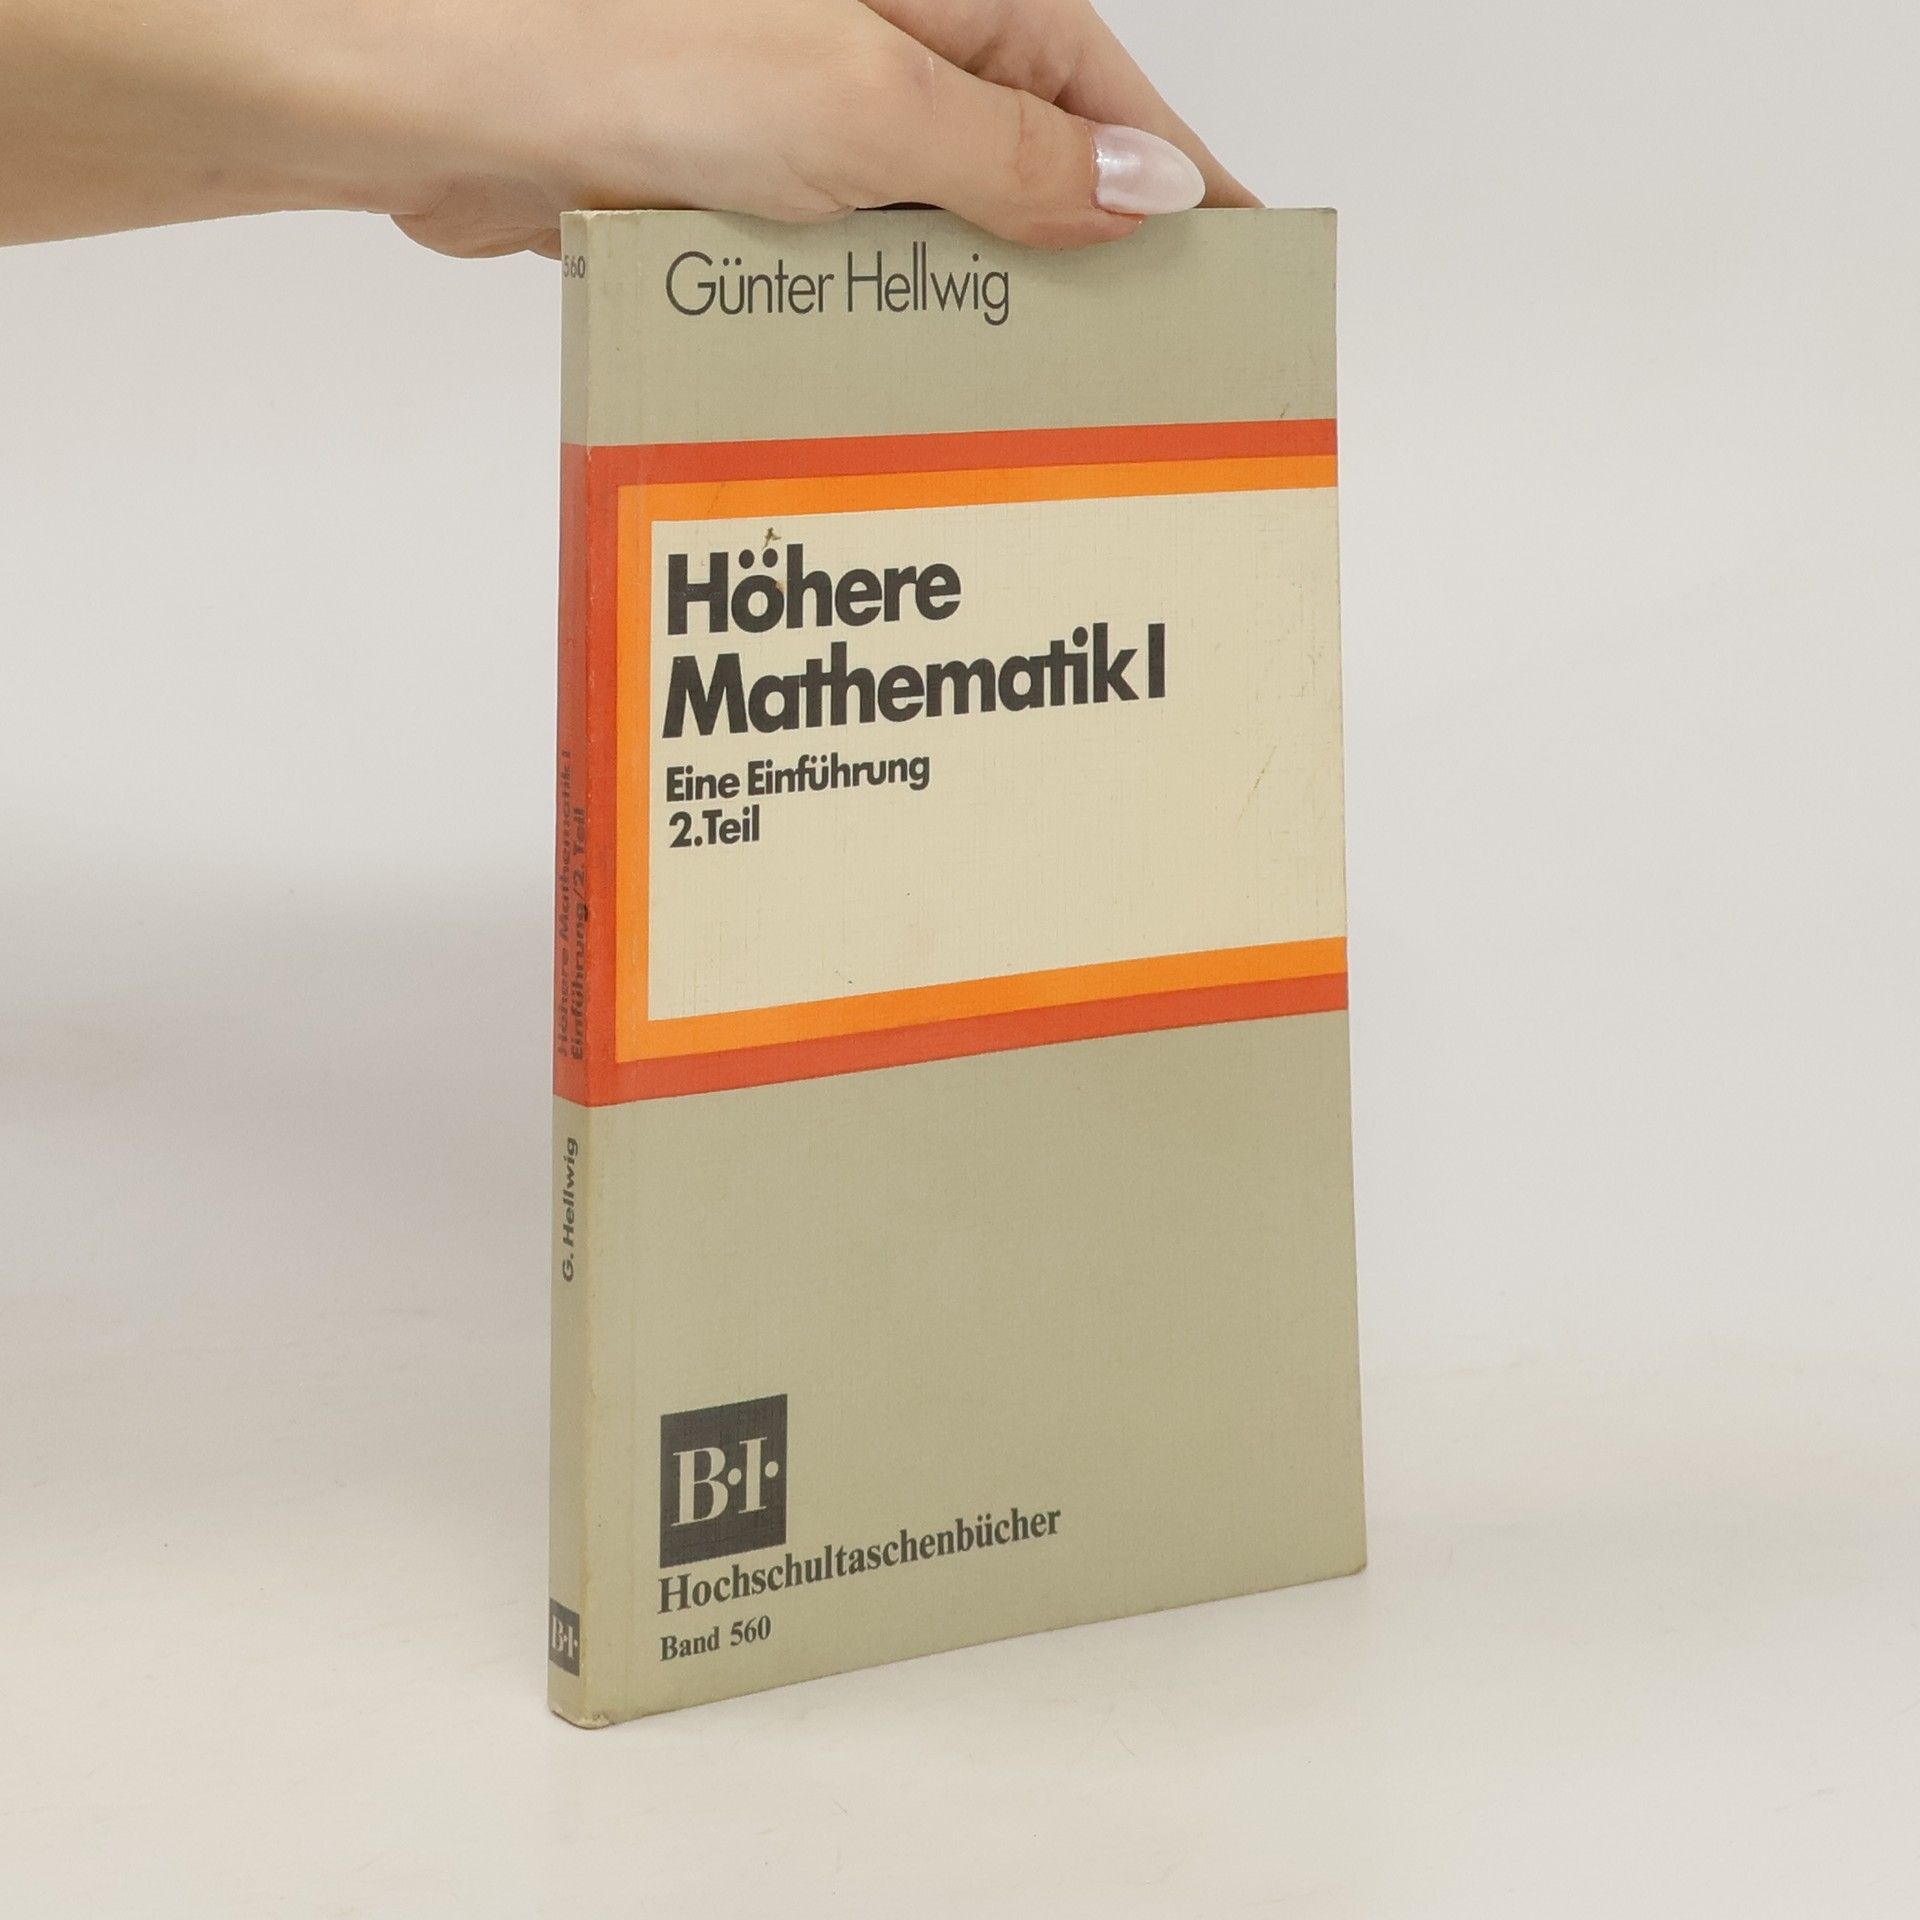 Günter Hellwig
Höhere
Mathematik I
Eine Einführung
2. Teil
B·I·
Hochschultaschenbücher
Band 560
560
Höhere Mathematik I
Einführung/2. Teil
G. Hellwig
B·I·